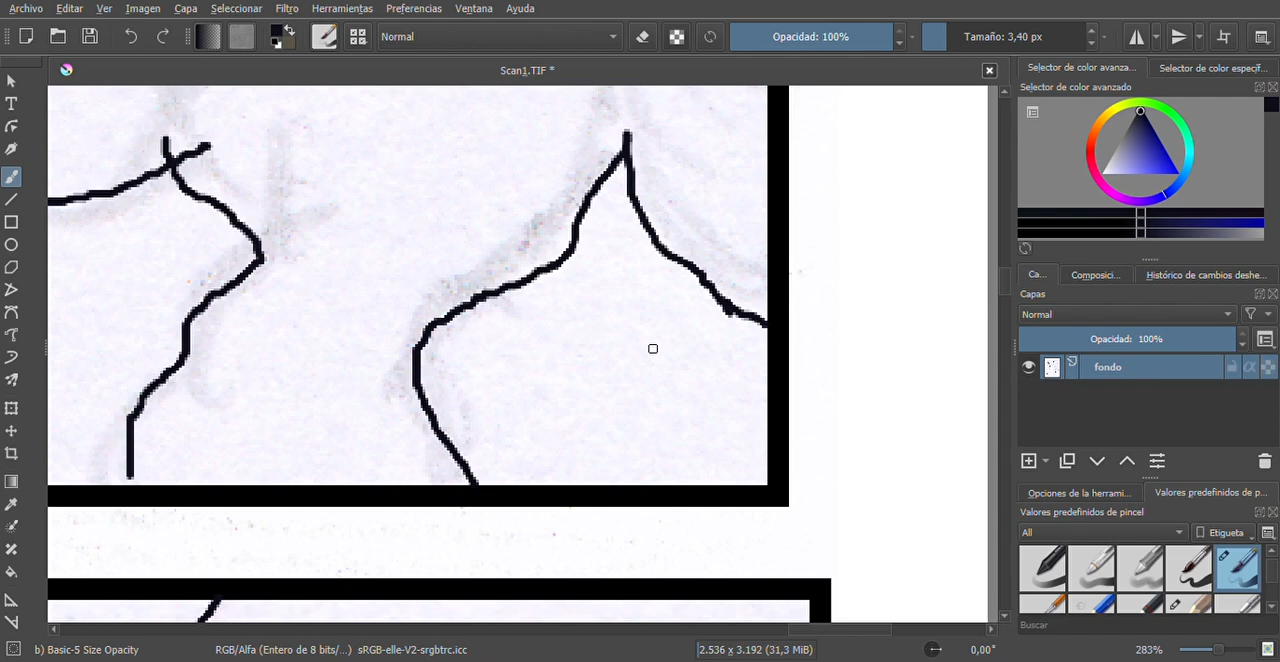 Archivo Editar Ver Imagen Capa Seleccionar Filtro Herramientas Preferencias Ventana Ayuda
Normal Opacidad: 100% Tamaño: 3,40 px
Scan1.TIF *
Selector de color avanza... Selector de color específ...
Selector de color avanzado
Ca... Composici... Histórico de cambios deshe...
Capas
Normal
Opacidad: 100%
fondo
Opciones de la herrami... Valores predefinidos de p...
Valores predefinidos de pincel
All Etiqueta
Buscar
b) Basic-5 Size Opacity RGB/Alfa (Entero de 8 bits/...) sRGB-elle-V2-srgbtrc.icc 2.536 x 3.192 (31,3 MiB) 0,00° 283%